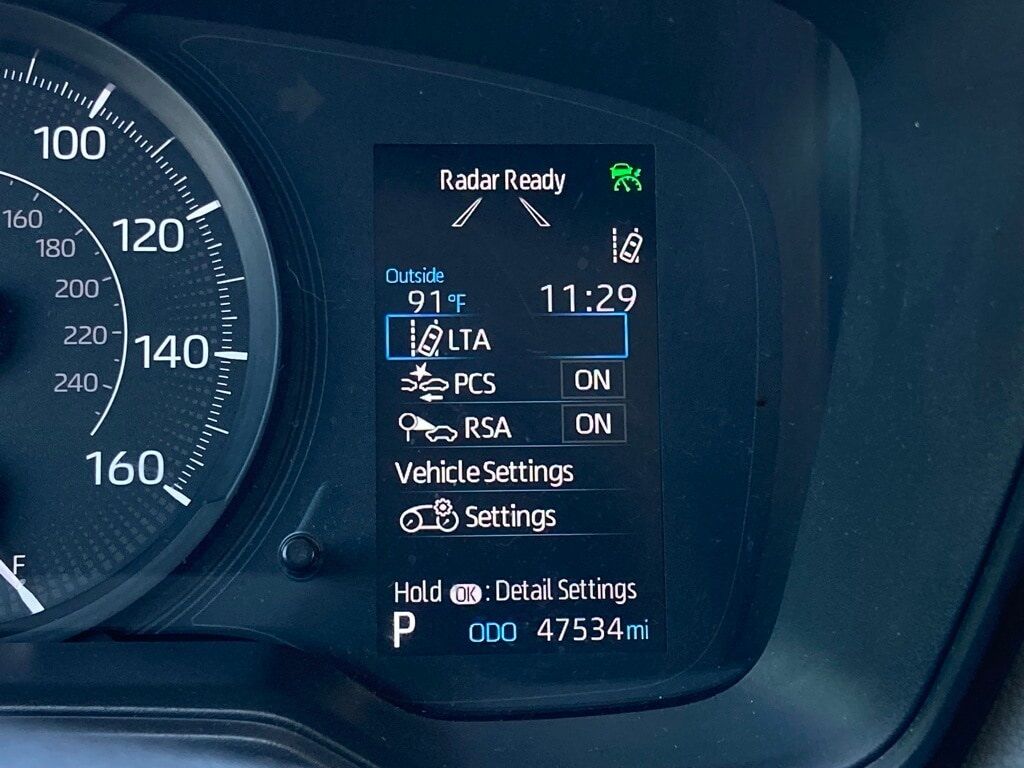 100
120
140
160
160
180
200
220
240
F
Radar Ready
Outside
91°F
11:29
LTA
PCS ON
RSA ON
Vehicle Settings
Settings
Hold OK : Detail Settings
P ODO 47534 mi